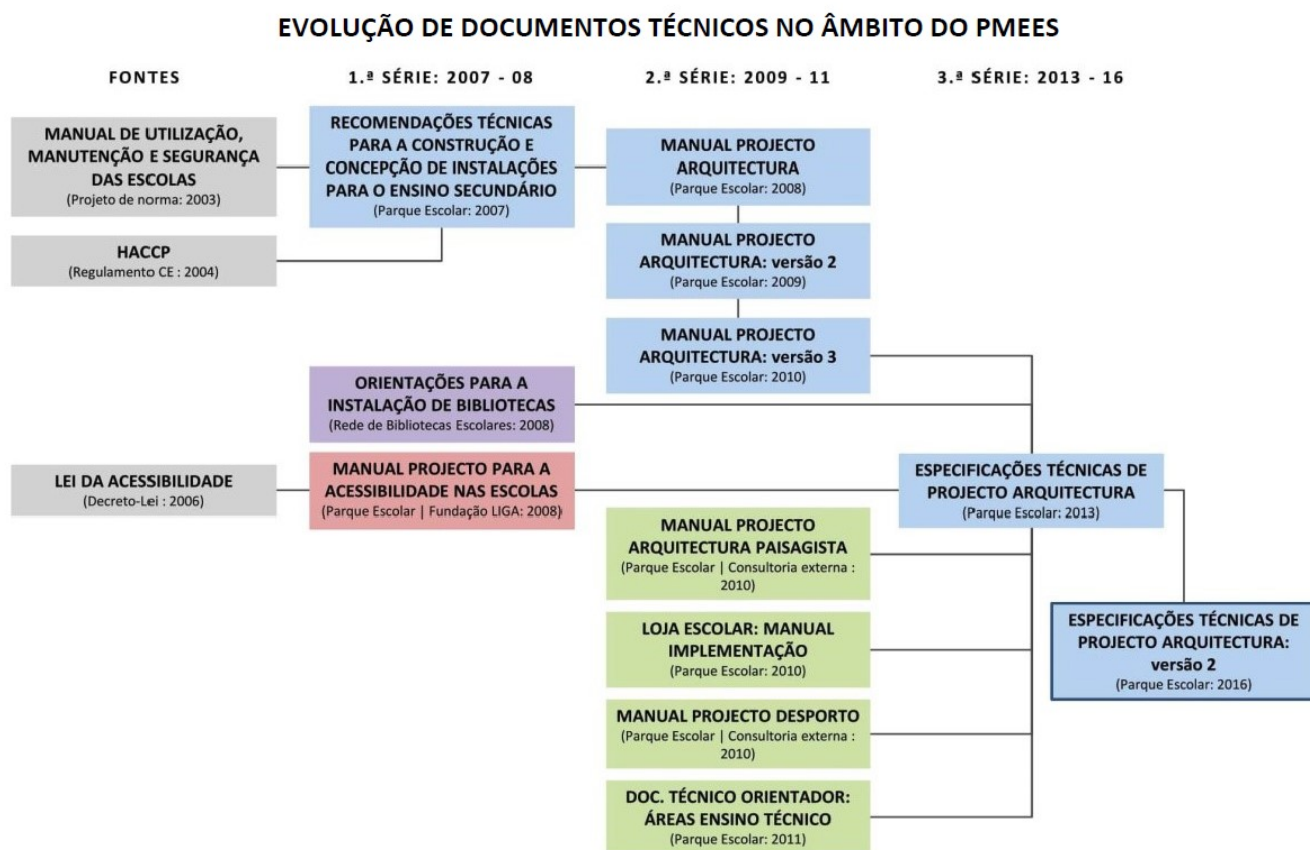 EVOLUÇÃO DE DOCUMENTOS TÉCNICOS NO ÂMBITO DO PMEES
FONTES
1.ª SÉRIE: 2007 - 08
2.ª SÉRIE: 2009 - 11
3.ª SÉRIE: 2013 - 16
MANUAL DE UTILIZAÇÃO,
MANUTENÇÃO E SEGURANÇA
DAS ESCOLAS
(Projeto de norma: 2003)
HACCP
(Regulamento CE : 2004)
LEI DA ACESSIBILIDADE
(Decreto-Lei : 2006)
RECOMENDAÇÕES TÉCNICAS
PARA A CONSTRUÇÃO E
CONCEPÇÃO DE INSTALAÇÕES
PARA O ENSINO SECUNDÁRIO
(Parque Escolar: 2007)
ORIENTAÇÕES PARA A
INSTALAÇÃO DE BIBLIOTECAS
(Rede de Bibliotecas Escolares: 2008)
MANUAL PROJECTO PARA A
ACESSIBILIDADE NAS ESCOLAS
(Parque Escolar | Fundação LIGA: 2008)
MANUAL PROJECTO
ARQUITECTURA
(Parque Escolar: 2008)
MANUAL PROJECTO
ARQUITECTURA: versão 2
(Parque Escolar: 2009)
MANUAL PROJECTO
ARQUITECTURA: versão 3
(Parque Escolar: 2010)
MANUAL PROJECTO
ARQUITECTURA PAISAGISTA
(Parque Escolar | Consultoria externa :
2010)
LOJA ESCOLAR: MANUAL
IMPLEMENTAÇÃO
(Parque Escolar: 2010)
MANUAL PROJECTO DESPORTO
(Parque Escolar | Consultoria externa :
2010)
DOC. TÉCNICO ORIENTADOR:
ÁREAS ENSINO TÉCNICO
(Parque Escolar: 2011)
ESPECIFICAÇÕES TÉCNICAS DE
PROJECTO ARQUITECTURA
(Parque Escolar: 2013)
ESPECIFICAÇÕES TÉCNICAS DE
PROJECTO ARQUITECTURA:
versão 2
(Parque Escolar: 2016)